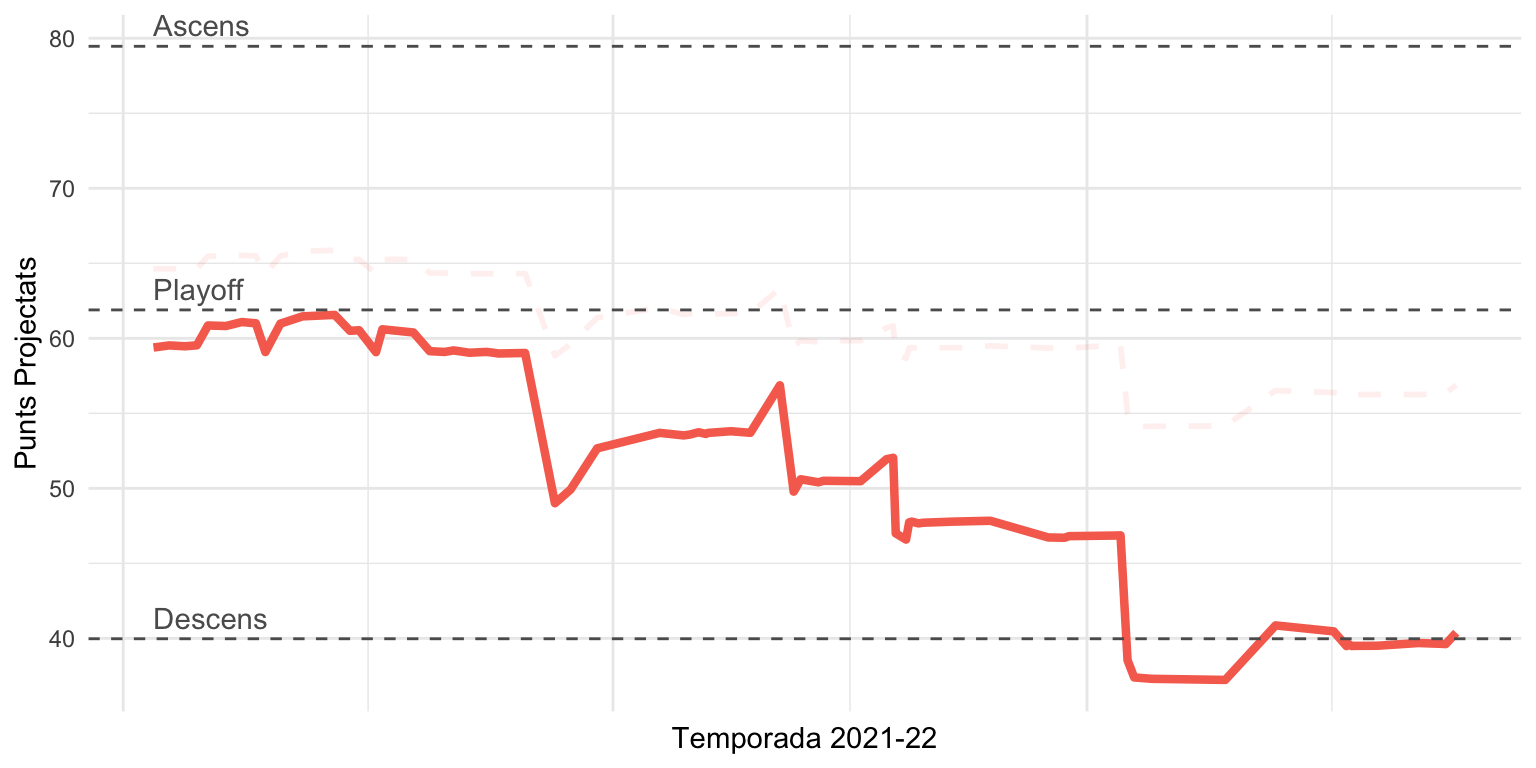 Ascens
80
70
Playoff
60
50
Descens
40
Punts Projectats
Temporada 2021-22